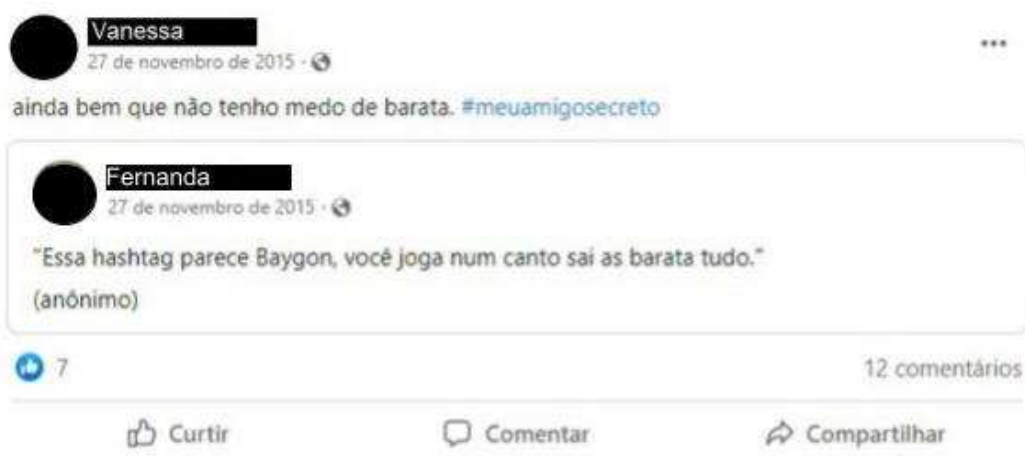 Vanessa
27 de novembro de 2015 ·
ainda bem que não tenho medo de barata. #meuamigosecreto
Fernanda
27 de novembro de 2015 ·
"Essa hashtag parece Baygon, você joga num canto sai as barata tudo."
(anônimo)
7 12 comentários
Curtir Comentar Compartilhar